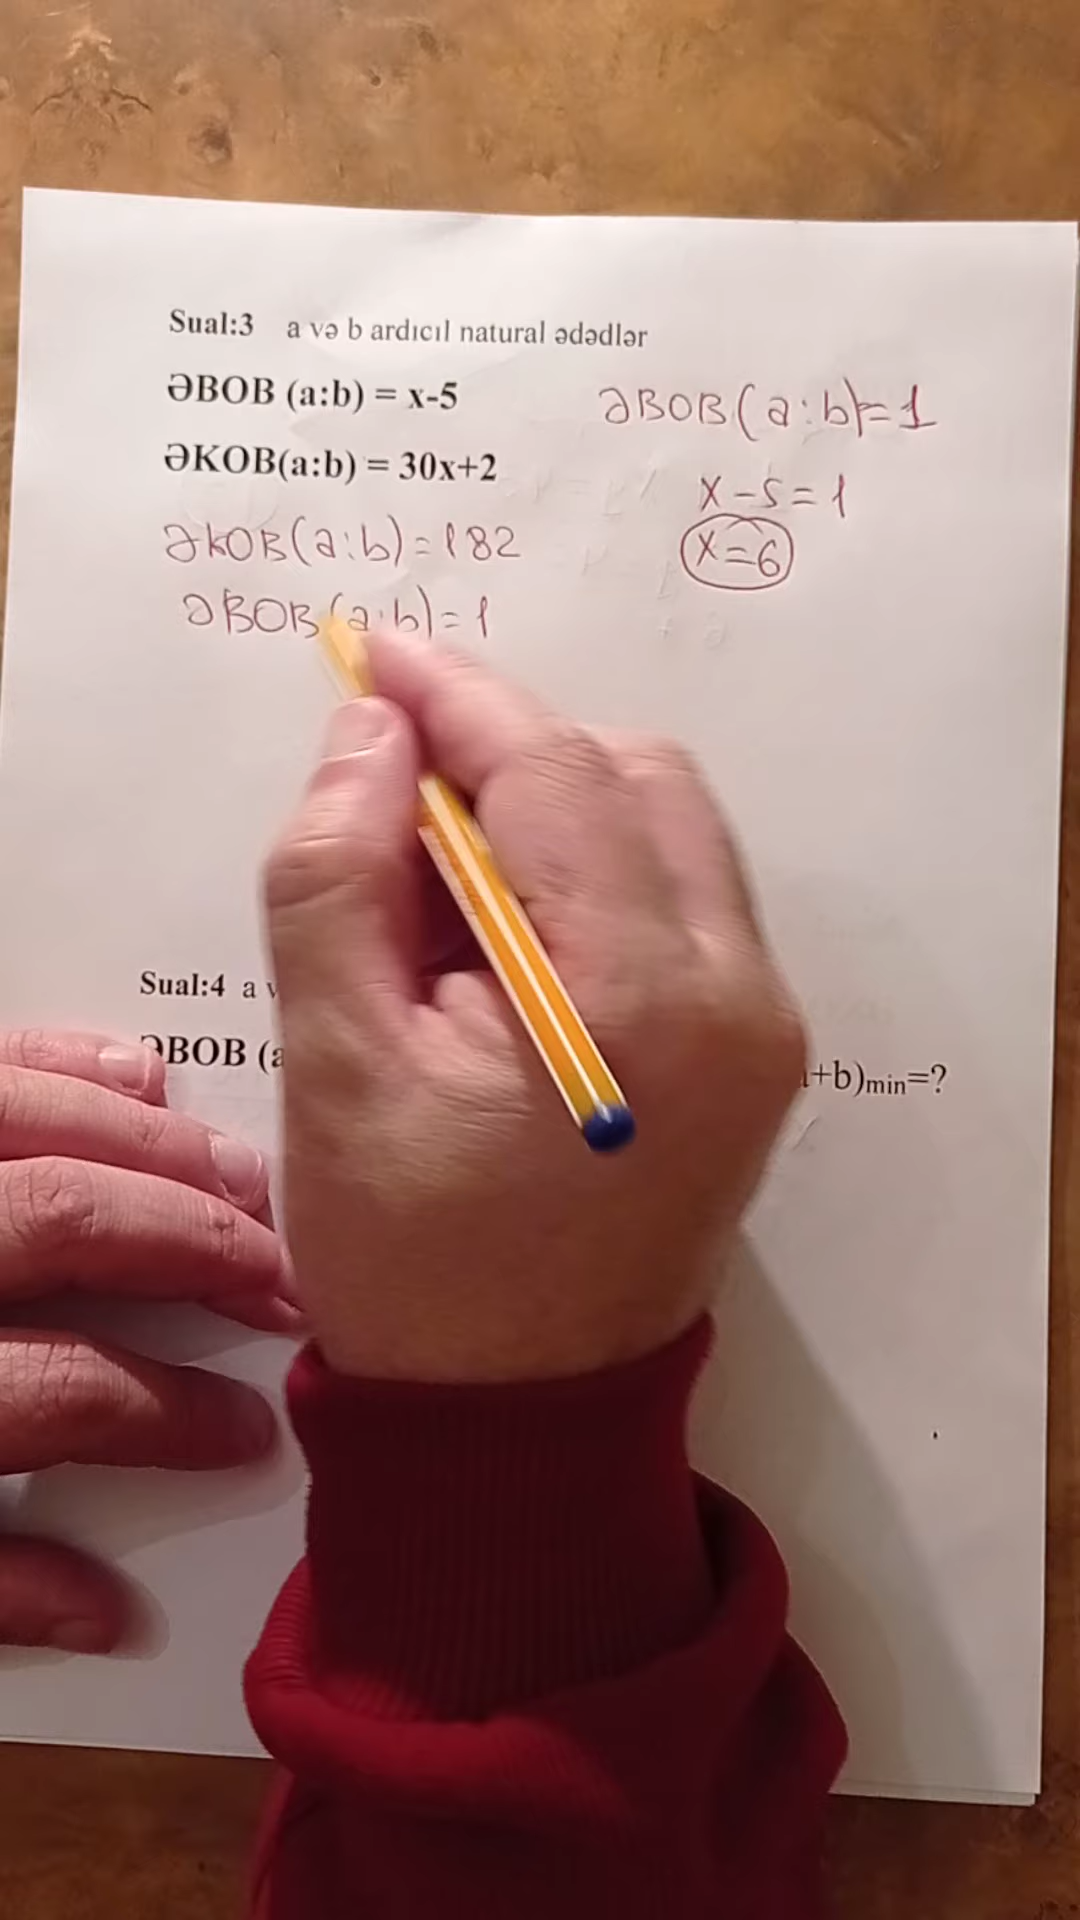 Sual:3 a və b ardıcıl natural ədədlər
ƏBOB (a:b) = x-5
ƏKOB(a:b) = 30x+2
ƏKOB(a:b)=182
ƏBOB(a:b)=1
ƏBOB(a:b)=1
x-5=1
x=6
Sual:4 a
ƏBOB (a
+b)min=?